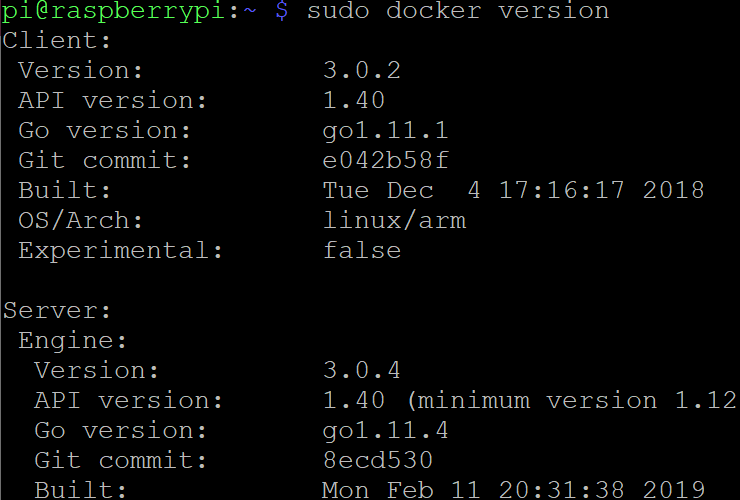 pi@raspberrypi:~ $ sudo docker version
Client:
Version: 3.0.2
API version: 1.40
Go version: go1.11.1
Git commit: e042b58f
Built: Tue Dec  4 17:16:17 2018
OS/Arch: linux/arm
Experimental: false
Server:
Engine:
Version: 3.0.4
API version: 1.40 (minimum version 1.12
Go version: go1.11.4
Git commit: 8ecd530
Built: Mon Feb 11 20:31:38 2019